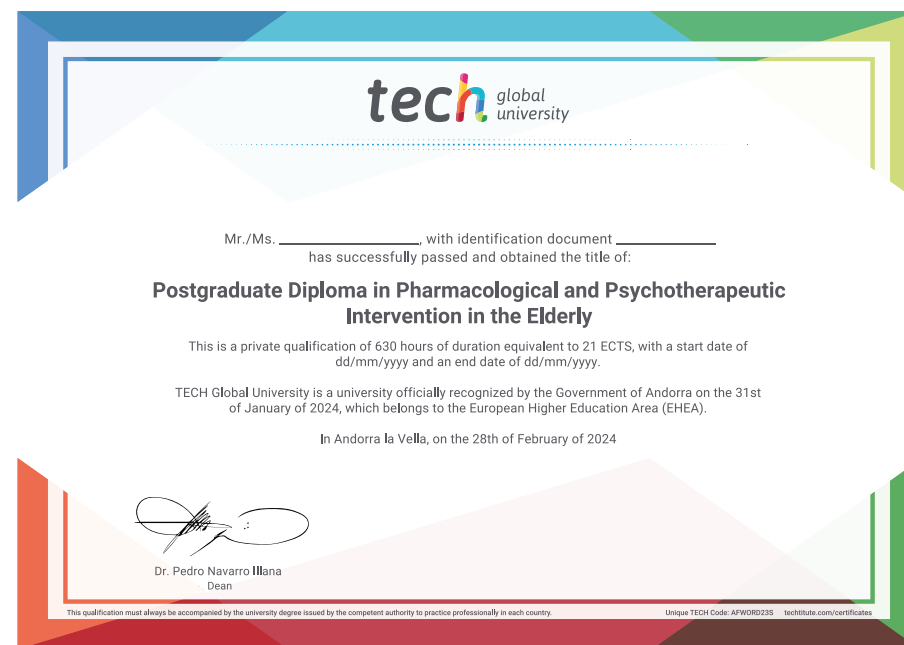 tech global university
Mr./Ms. ____________________, with identification document ______________
has successfully passed and obtained the title of:
Postgraduate Diploma in Pharmacological and Psychotherapeutic
Intervention in the Elderly
This is a private qualification of 630 hours of duration equivalent to 21 ECTS, with a start date of
dd/mm/yyyy and an end date of dd/mm/yyyy.
TECH Global University is a university officially recognized by the Government of Andorra on the 31st
of January of 2024, which belongs to the European Higher Education Area (EHEA).
In Andorra la Vella, on the 28th of February of 2024
Dr. Pedro Navarro Illana
Dean
This qualification must always be accompanied by the university degree issued by the competent authority to practice professionally in each country.
Unique TECH Code: AFWORD23S techtitute.com/certificates